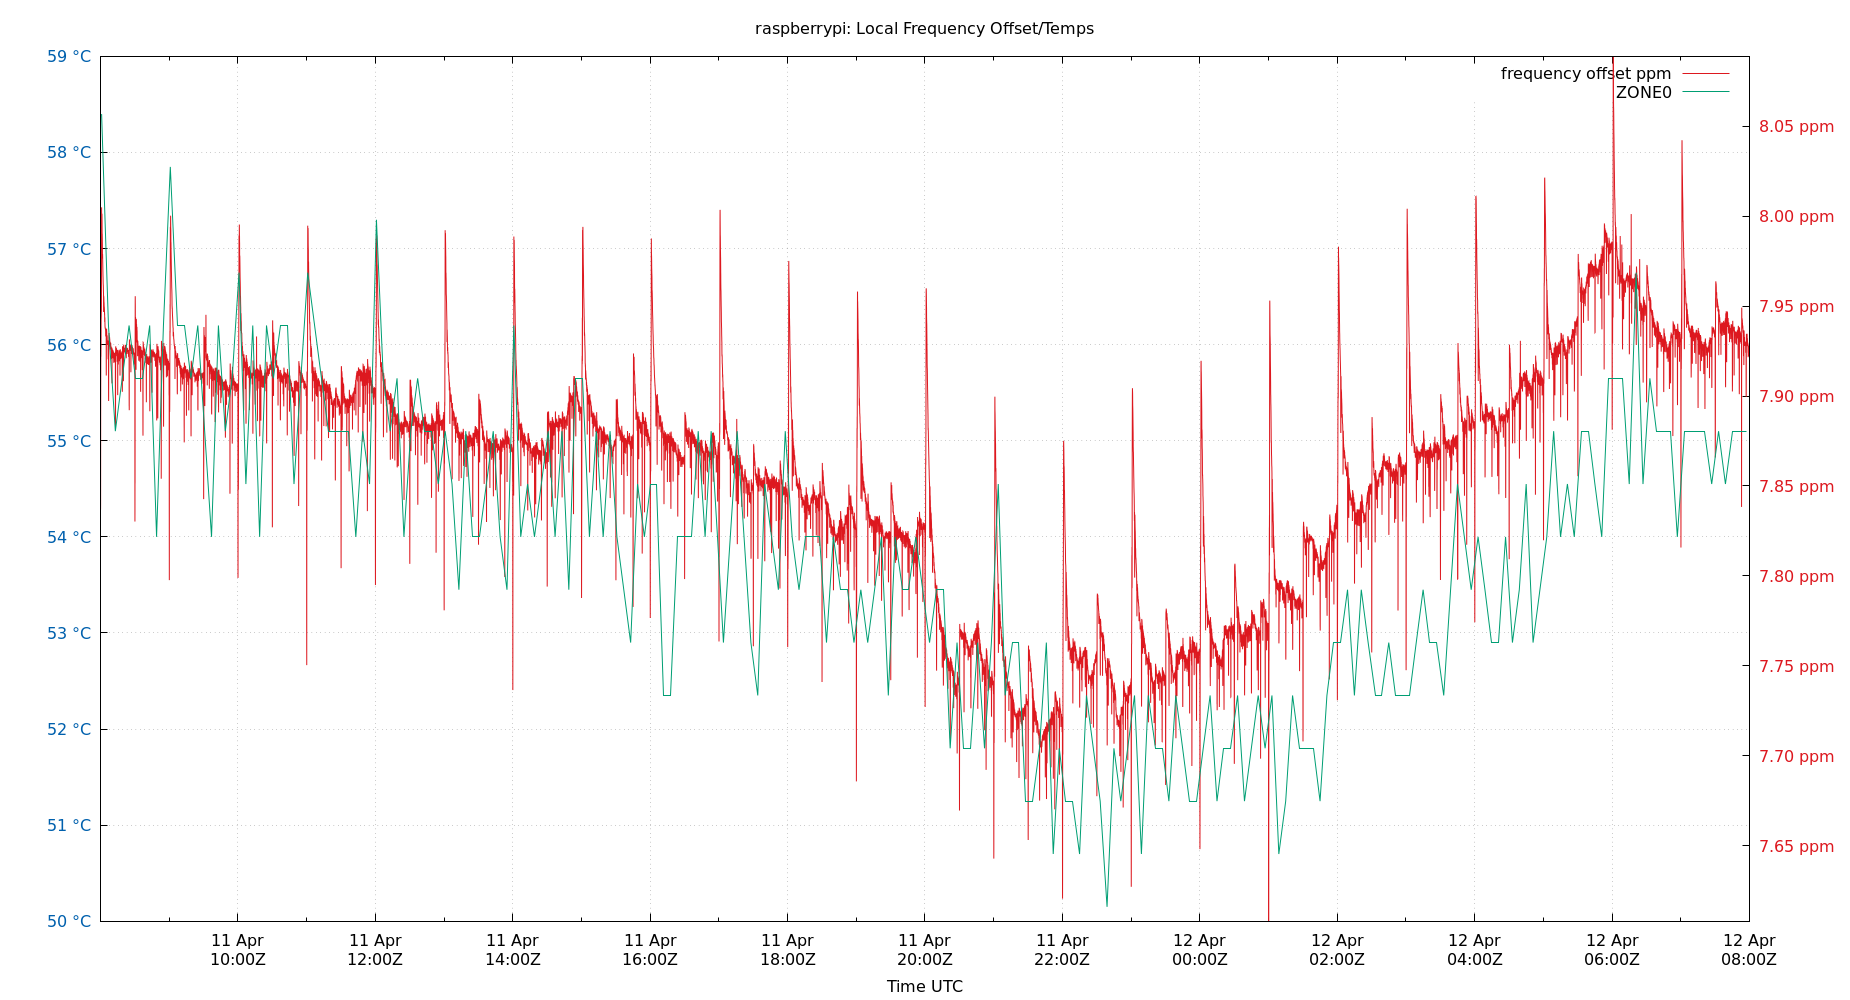 raspberrypi: Local Frequency Offset/Temps
frequency offset ppm
ZONE0
59 °C
58 °C
57 °C
56 °C
55 °C
54 °C
53 °C
52 °C
51 °C
50 °C
8.05 ppm
8.00 ppm
7.95 ppm
7.90 ppm
7.85 ppm
7.80 ppm
7.75 ppm
7.70 ppm
7.65 ppm
11 Apr 11 Apr 11 Apr 11 Apr 11 Apr 11 Apr 11 Apr 12 Apr 12 Apr 12 Apr 12 Apr 12 Apr
10:00Z 12:00Z 14:00Z 16:00Z 18:00Z 20:00Z 22:00Z 00:00Z 02:00Z 04:00Z 06:00Z 08:00Z
Time UTC